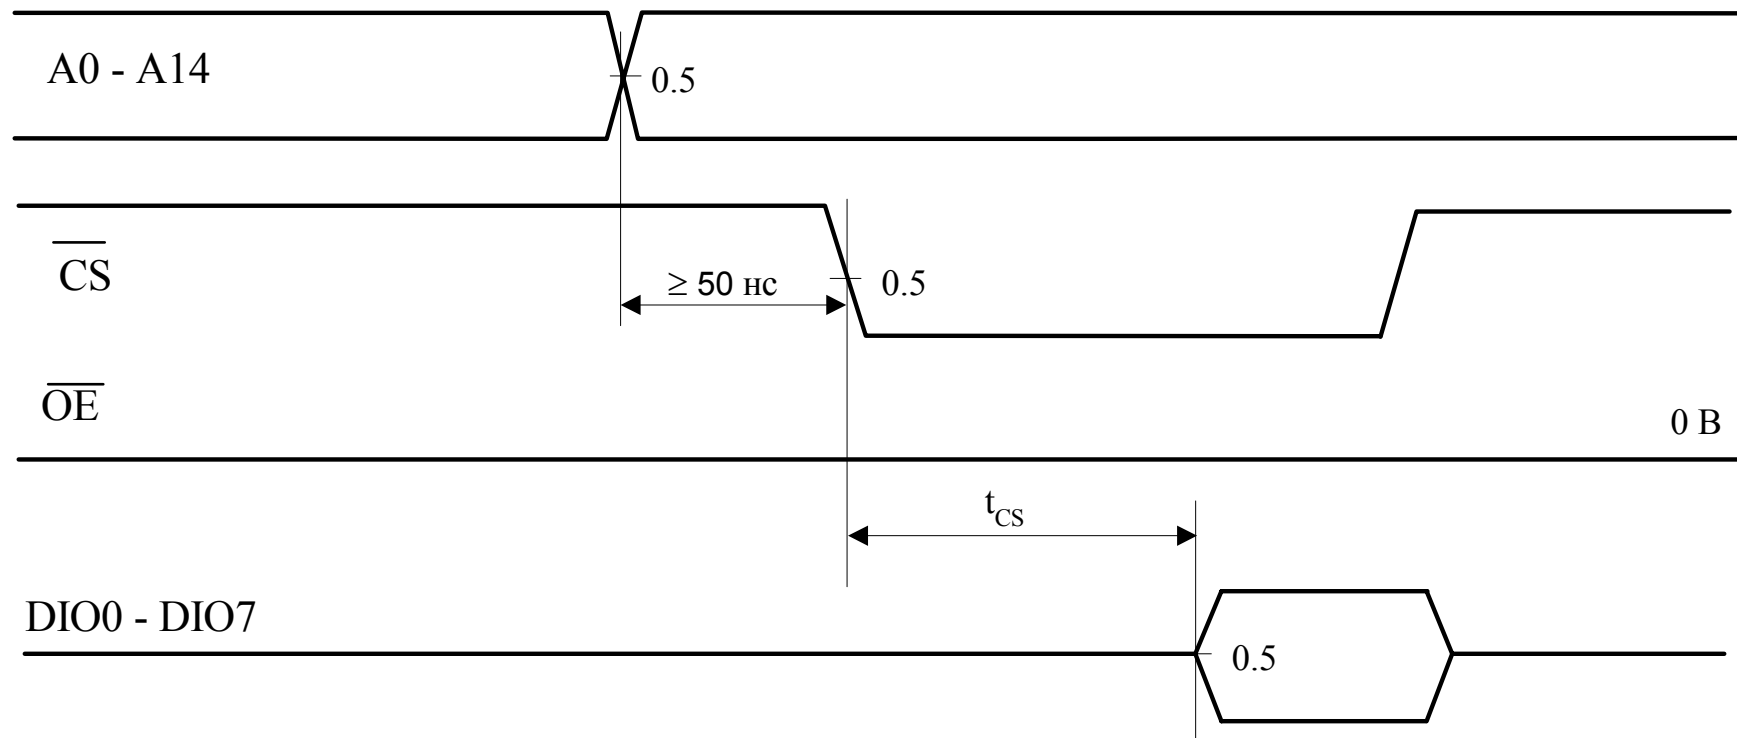 A0 - A14
0.5
CS
≥ 50 нс
0.5
OE
0 В
tCS
DIO0 - DIO7
0.5